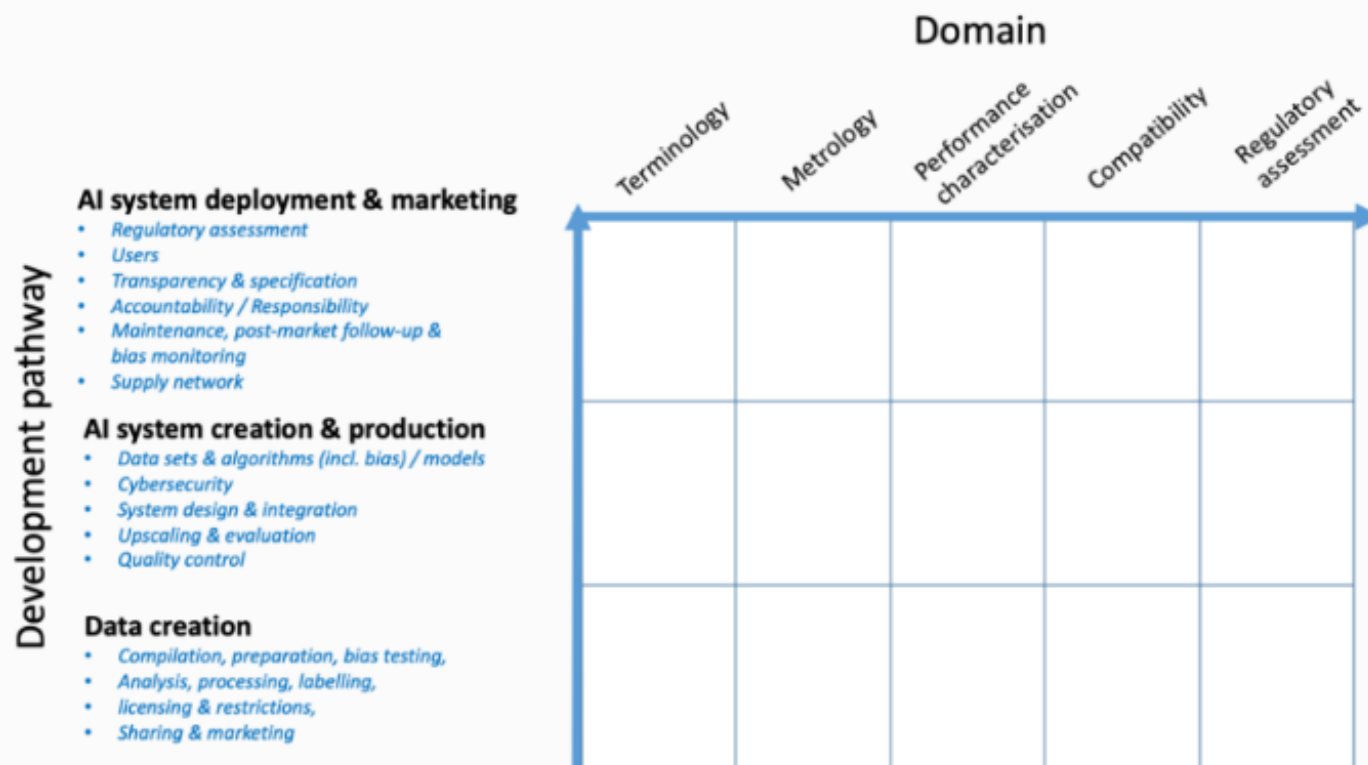 Domain
Terminology
Metrology
Performance
characterisation
Compatibility
Regulatory
assessment
Development pathway
AI system deployment & marketing
• Regulatory assessment
• Users
• Transparency & specification
• Accountability / Responsibility
• Maintenance, post-market follow-up &
bias monitoring
• Supply network
AI system creation & production
• Data sets & algorithms (incl. bias) / models
• Cybersecurity
• System design & integration
• Upscaling & evaluation
• Quality control
Data creation
• Compilation, preparation, bias testing,
• Analysis, processing, labelling,
• licensing & restrictions,
• Sharing & marketing